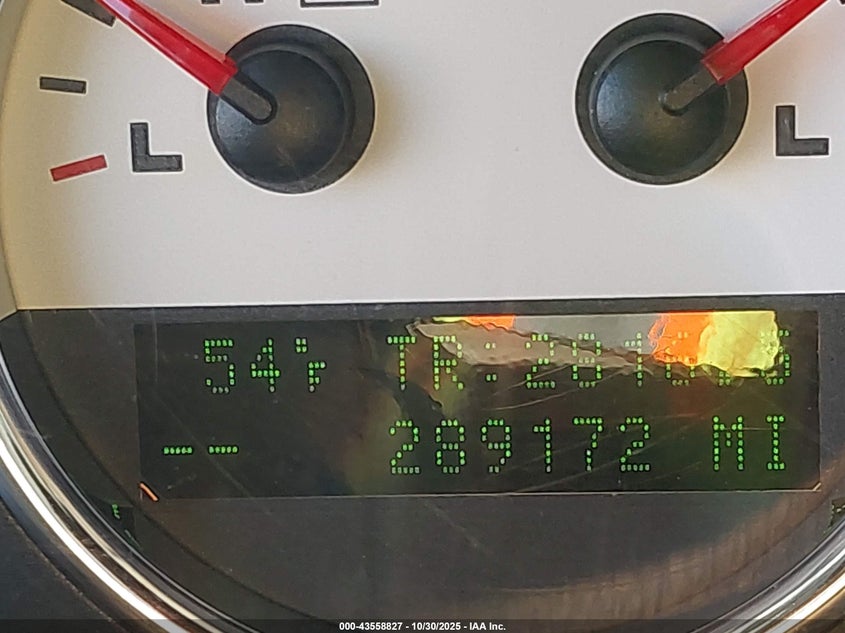 L
L
54°F TR:
-- 289172 MI
000-43558827 - 10/30/2025 - IAA Inc.